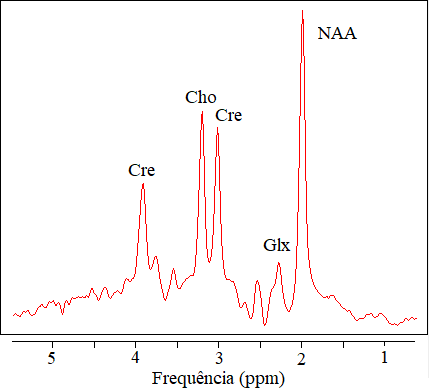 NAA
Cho
Cre
Cre
Glx
5 4 3 2 1
Frequência (ppm)